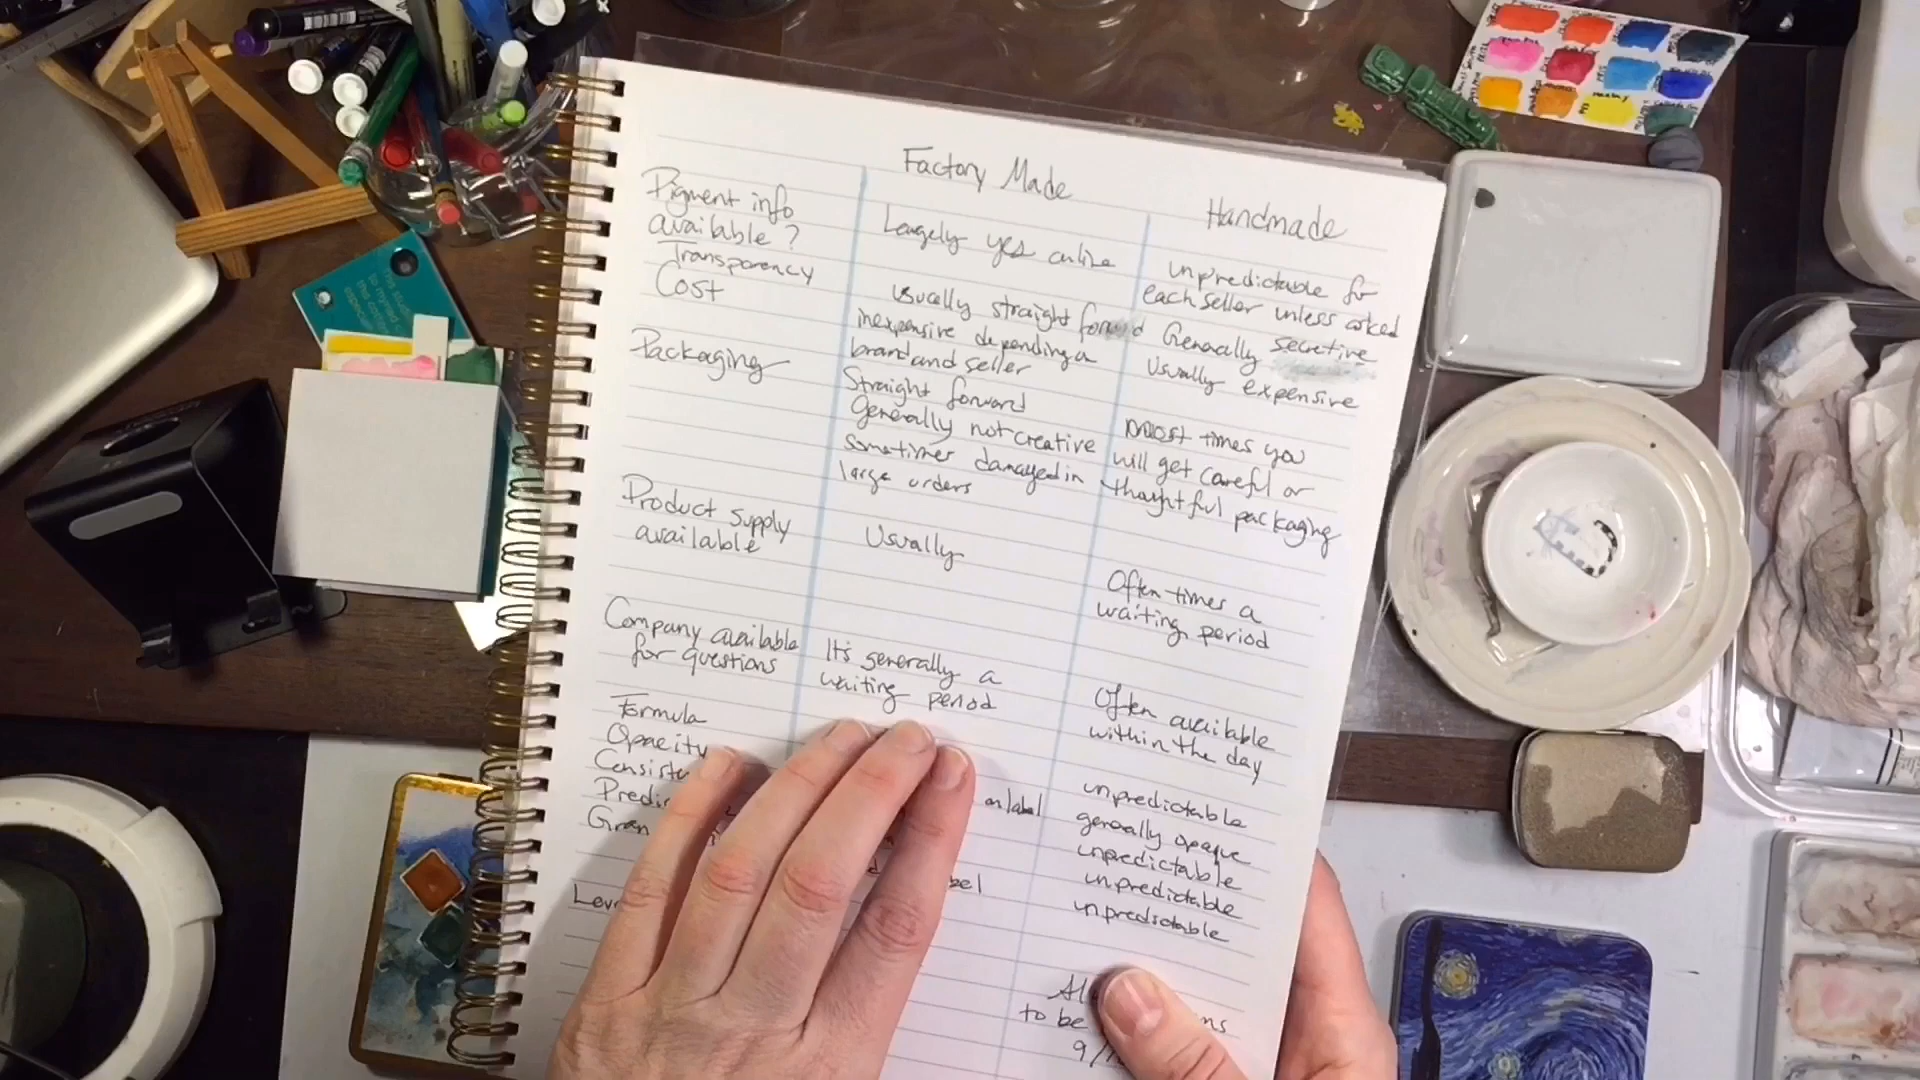 Factory Made
Handmade
Pigment info
available?
Transparency
Cost
Largely yes online
unpredictable for
each seller unless asked
Usually straight forward
inexpensive depending on
brand and seller
Generally secretive
Usually expensive
Packaging
Straight forward
Generally not creative
sometimes damaged in
large orders
most times you
will get careful or
thoughtful packaging
Product supply
available
Usually
Often times a
waiting period
Company available
for questions
It's generally a
waiting period
Often available
within the day
Formula
Opacity
on label
unpredictable
generally opaque
unpredictable
unpredictable
unpredictable
to be
9/